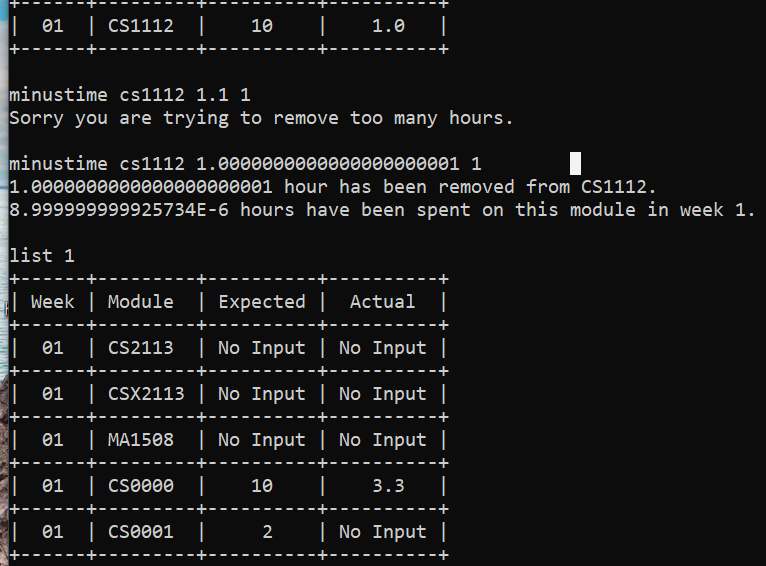 +------+---------+----------+----------+
| 01 | CS1112 | 10 | 1.0 |
+------+---------+----------+----------+
minustime cs1112 1.1 1
Sorry you are trying to remove too many hours.
minustime cs1112 1.0000000000000000000001 1
1.0000000000000000000001 hour has been removed from CS1112.
8.999999999925734E-6 hours have been spent on this module in week 1.
list 1
+------+---------+----------+----------+
| Week | Module | Expected | Actual |
+------+---------+----------+----------+
| 01 | CS2113 | No Input | No Input |
+------+---------+----------+----------+
| 01 | CSX2113 | No Input | No Input |
+------+---------+----------+----------+
| 01 | MA1508 | No Input | No Input |
+------+---------+----------+----------+
| 01 | CS0000 | 10 | 3.3 |
+------+---------+----------+----------+
| 01 | CS0001 | 2 | No Input |
+------+---------+----------+----------+